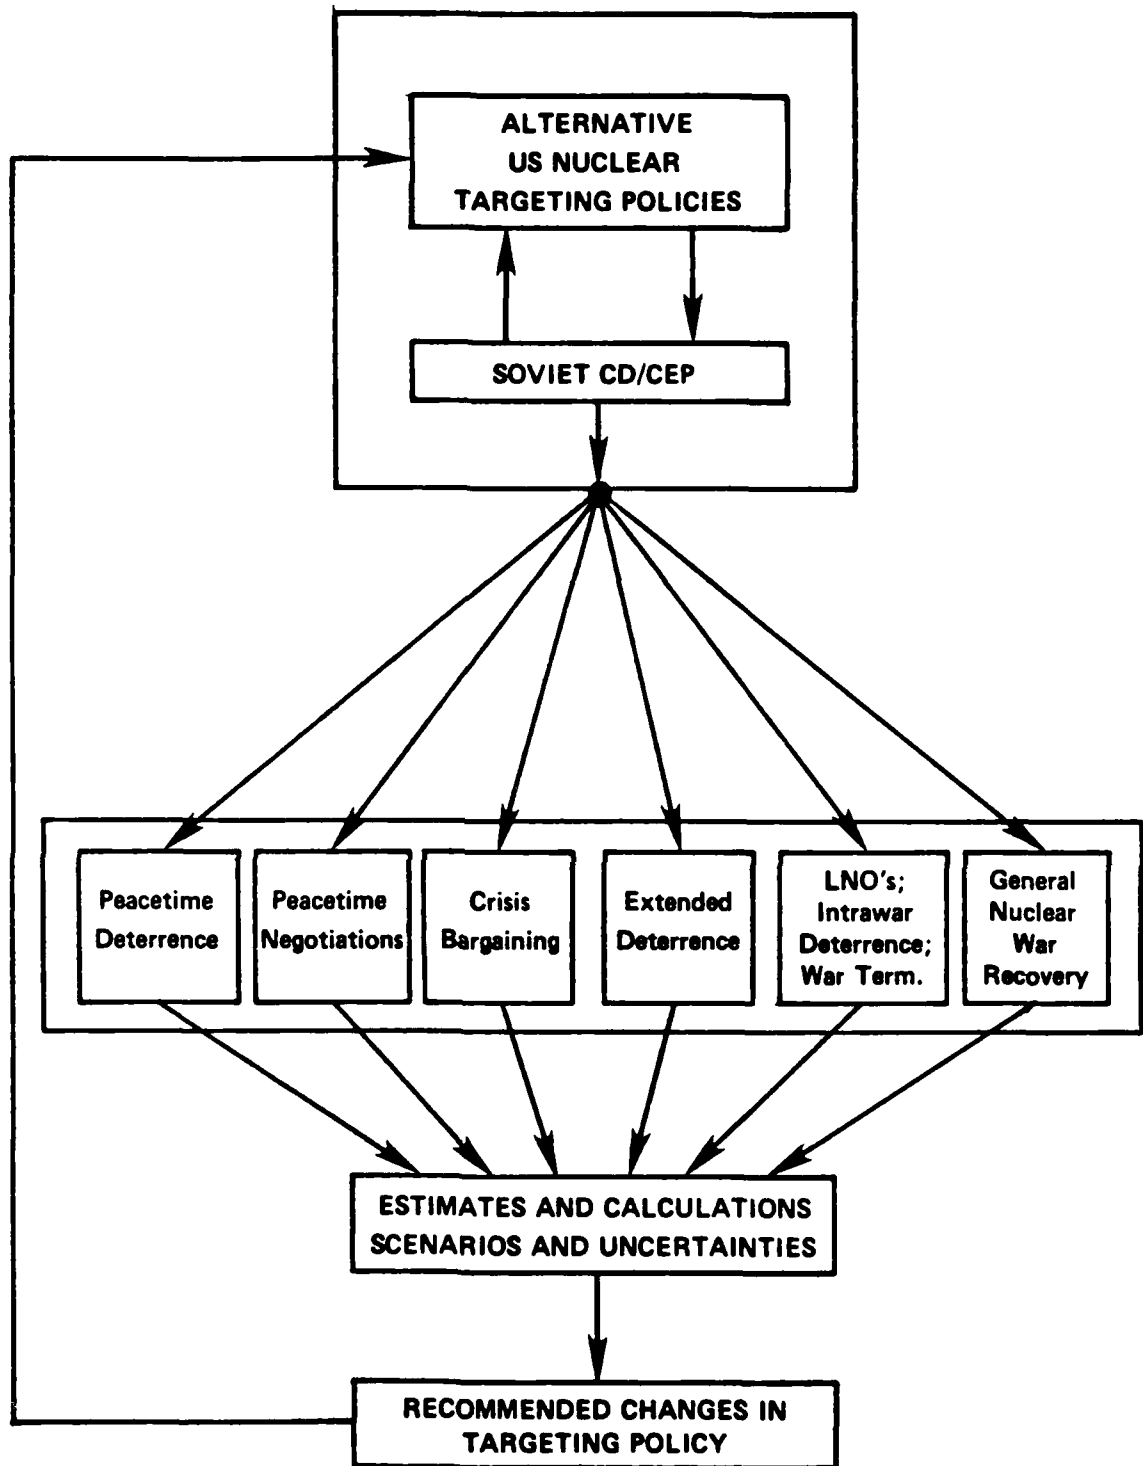 ALTERNATIVE
US NUCLEAR
TARGETING POLICIES
SOVIET CD/CEP
Peacetime
Deterrence
Peacetime
Negotiations
Crisis
Bargaining
Extended
Deterrence
LNO's;
Intrawar
Deterrence;
War Term.
General
Nuclear
War
Recovery
ESTIMATES AND CALCULATIONS
SCENARIOS AND UNCERTAINTIES
RECOMMENDED CHANGES IN
TARGETING POLICY